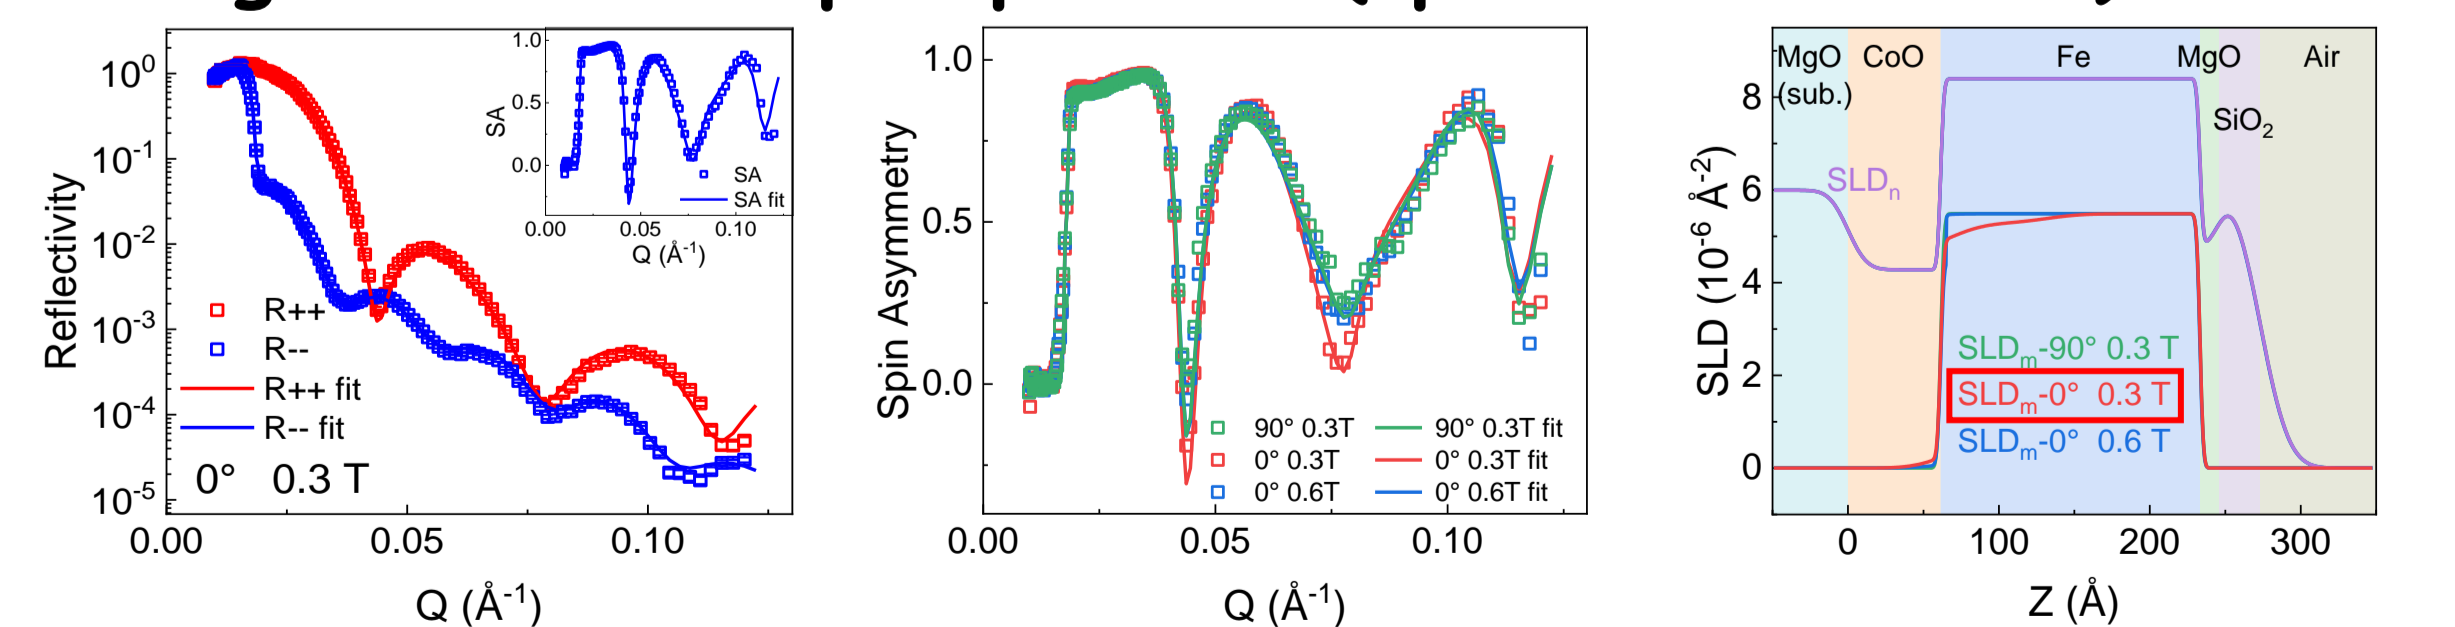 10⁰
10⁻¹
10⁻²
10⁻³
10⁻⁴
10⁻⁵
Reflectivity
R++
R--
R++ fit
R-- fit
0° 0.3 T
0.00 0.05 0.10
Q (Å⁻¹)
1.0
0.5
0.0
SA
SA
SA fit
0.00 0.05 0.10
Q (Å⁻¹)
1.0
0.5
0.0
Spin Asymmetry
90° 0.3T 90° 0.3T fit
0° 0.3T 0° 0.3T fit
0° 0.6T 0° 0.6T fit
0.00 0.05 0.10
Q (Å⁻¹)
MgO CoO Fe MgO Air
(sub.)
SiO₂
SLDₙ
8
6
4
2
0
SLD (10⁻⁶ Å⁻²)
SLDₘ-90° 0.3 T
SLDₘ-0° 0.3 T
SLDₘ-0° 0.6 T
0 100 200 300
Z (Å)